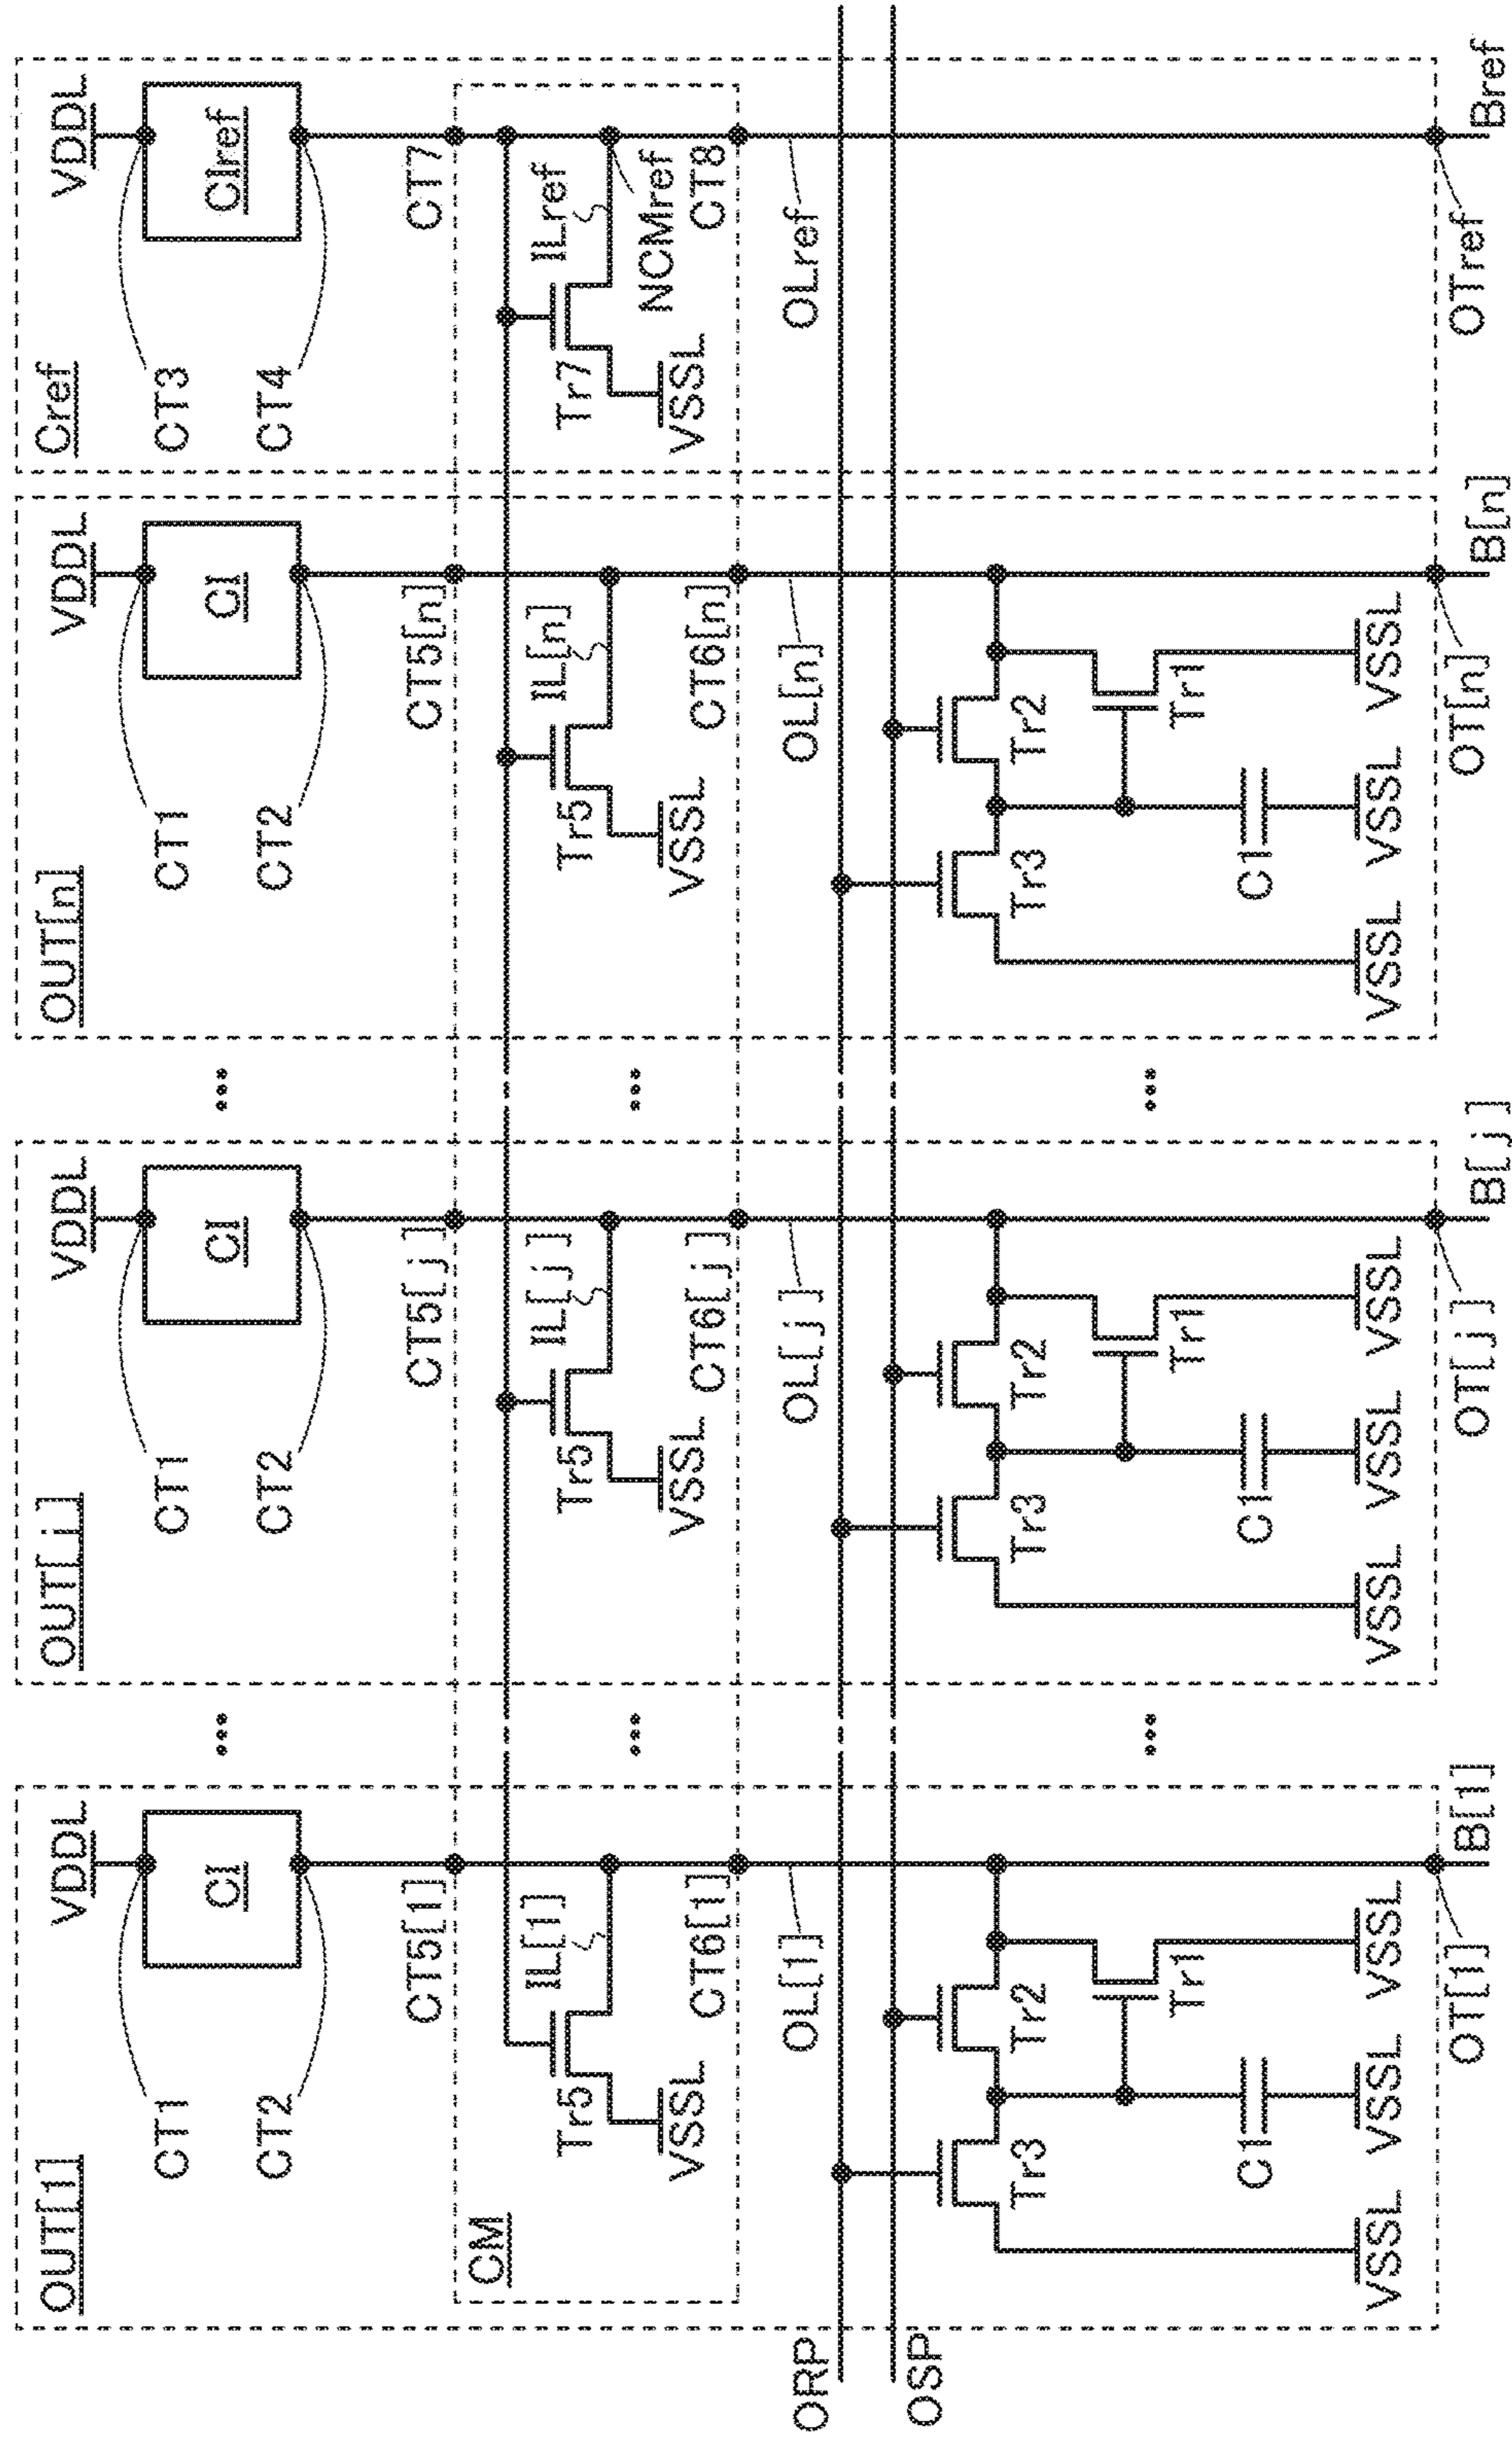 OUT[1]
VDDL
CI
CT1
CT2
CT5[1]
CM
IL[1]
Tr5
VSSL
CT6[1]
OL[1]
ORP
OSP
Tr2
Tr3
Tr1
C1
VSSL
VSSL
VSSL
OT[1]
B[1]
...
...
...
OUT[j]
VDDL
CI
CT1
CT2
CT5[j]
IL[j]
Tr5
VSSL
CT6[j]
OL[j]
Tr2
Tr3
Tr1
C1
VSSL
VSSL
VSSL
OT[j]
B[j]
...
...
...
OUT[n]
VDDL
CI
CT1
CT2
CT5[n]
IL[n]
Tr5
VSSL
CT6[n]
OL[n]
Tr2
Tr3
Tr1
C1
VSSL
VSSL
VSSL
OT[n]
B[n]
Cref
VDDL
CIref
CT3
CT4
CT7
ILref
Tr7
NCMref
VSSL
CT8
OLref
OTref
Bref